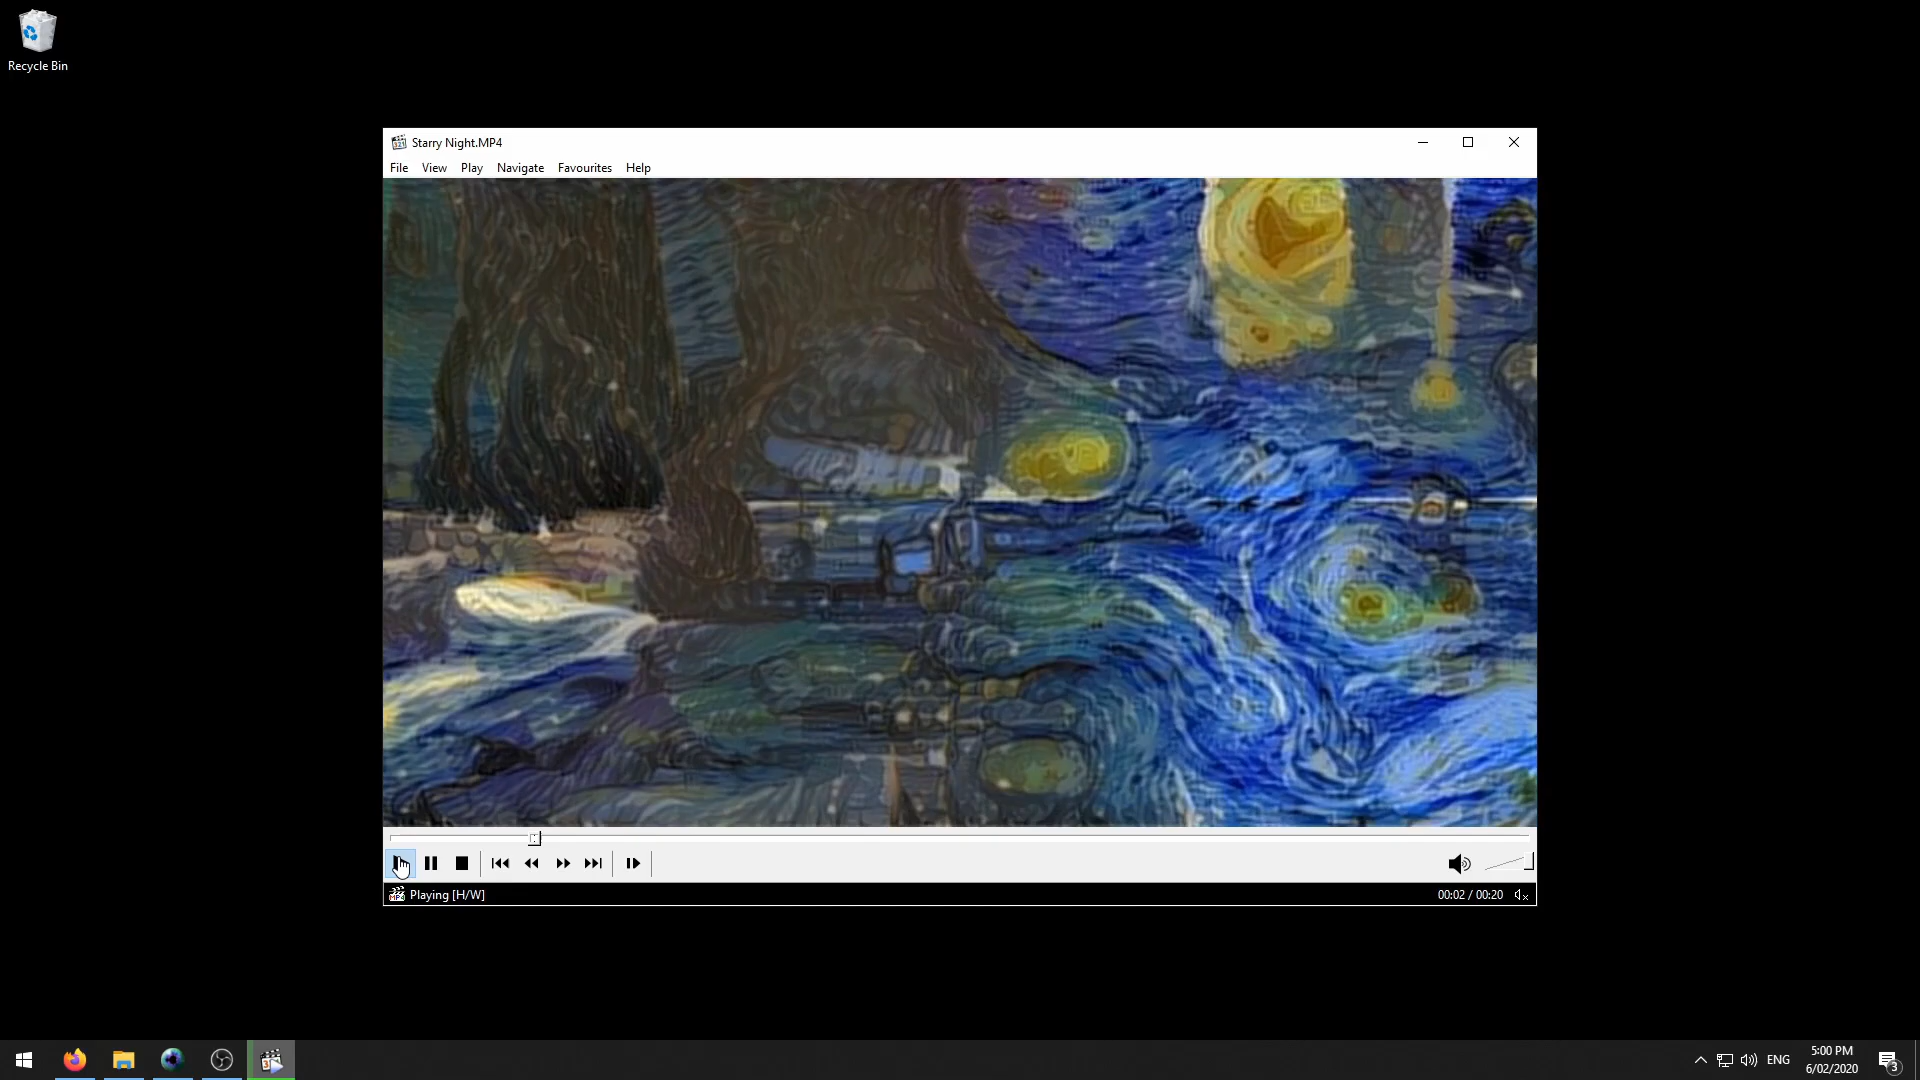 Recycle Bin
Starry Night.MP4
File View Play Navigate Favourites Help
Playing [H/W]
00:02 / 00:20
ENG
5:00 PM
6/02/2020
3